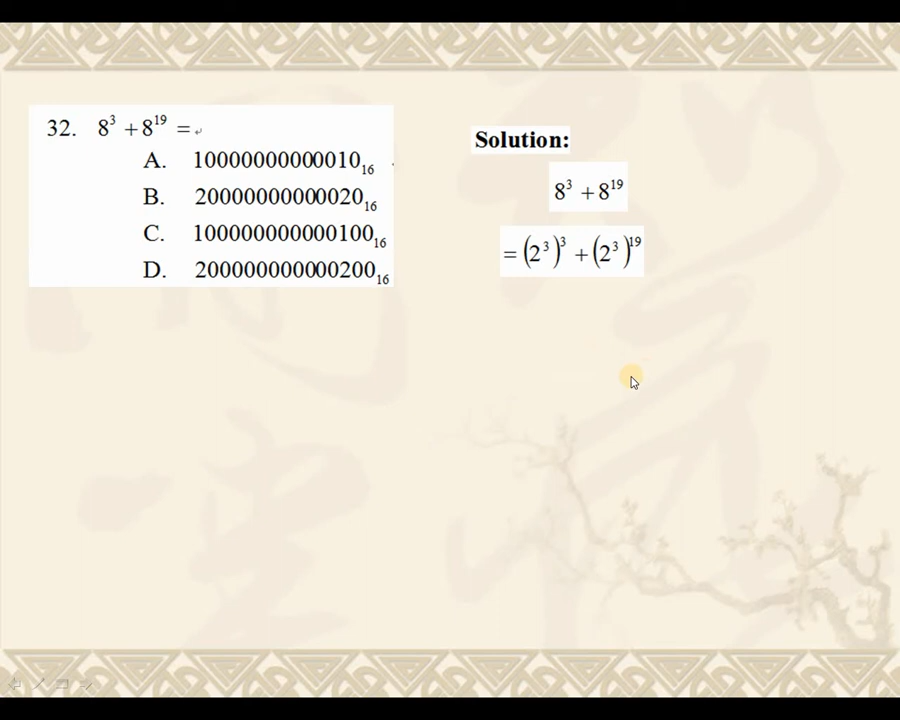 32. 8³ + 8¹⁹ =
A. 10000000000010₁₆
B. 20000000000020₁₆
C. 100000000000100₁₆
D. 200000000000200₁₆
Solution:
8³ + 8¹⁹
= (2³)³ + (2³)¹⁹